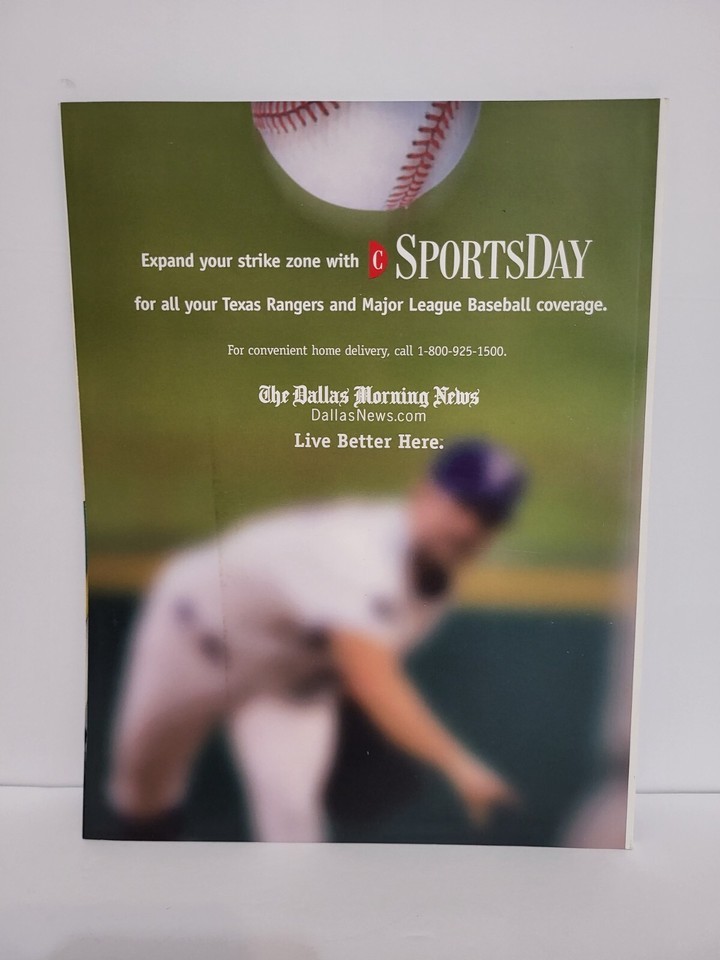 Expand your strike zone with C SPORTSDAY
for all your Texas Rangers and Major League Baseball coverage.
For convenient home delivery, call 1-800-925-1500.
The Dallas Morning News
DallasNews.com
Live Better Here.